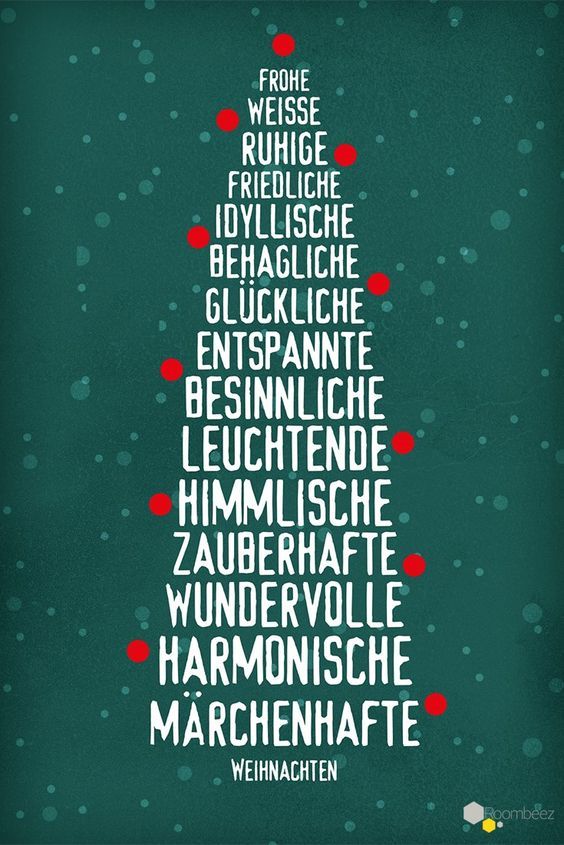 FROHE
WEISSE
RUHIGE
FRIEDLICHE
IDYLLISCHE
BEHAGLICHE
GLÜCKLICHE
ENTSPANNTE
BESINNLICHE
LEUCHTENDE
HIMMLISCHE
ZAUBERHAFTE
WUNDERVOLLE
HARMONISCHE
MÄRCHENHAFTE
WEIHNACHTEN
Roombeez